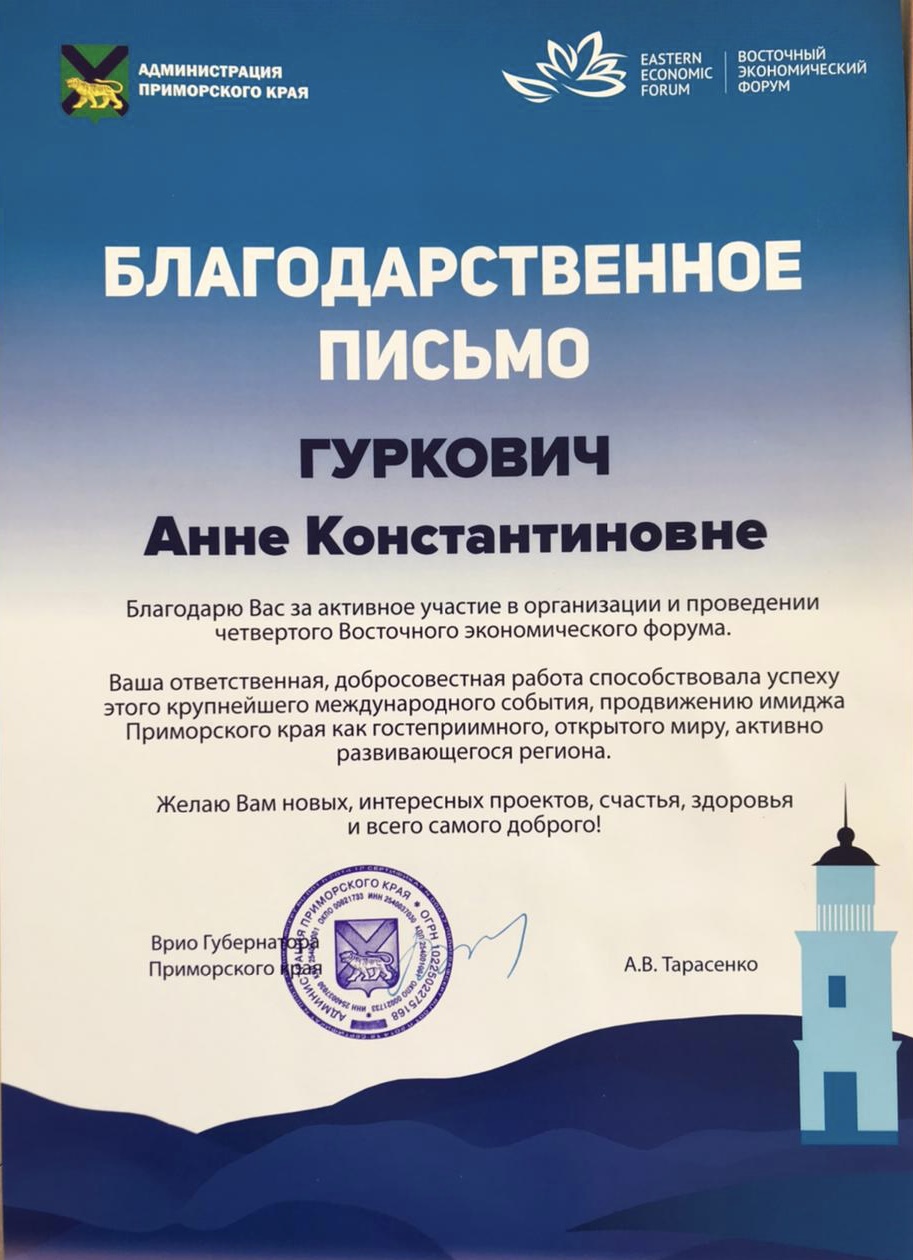 АДМИНИСТРАЦИЯ
ПРИМОРСКОГО КРАЯ
EASTERN
ECONOMIC
FORUM
ВОСТОЧНЫЙ
ЭКОНОМИЧЕСКИЙ
ФОРУМ
БЛАГОДАРСТВЕННОЕ
ПИСЬМО
ГУРКОВИЧ
Анне Константиновне
Благодарю Вас за активное участие в организации и проведении
четвертого Восточного экономического форума.
Ваша ответственная, добросовестная работа способствовала успеху
этого крупнейшего международного события, продвижению имиджа
Приморского края как гостеприимного, открытого миру, активно
развивающегося региона.
Желаю Вам новых, интересных проектов, счастья, здоровья
и всего самого доброго!
Врио Губернатора
Приморского края
А.В. Тарасенко
АДМИНИСТРАЦИЯ ПРИМОРСКОГО КРАЯ * ОГРН 1022502275168
ОКПО 00021733 ИНН 2540037030